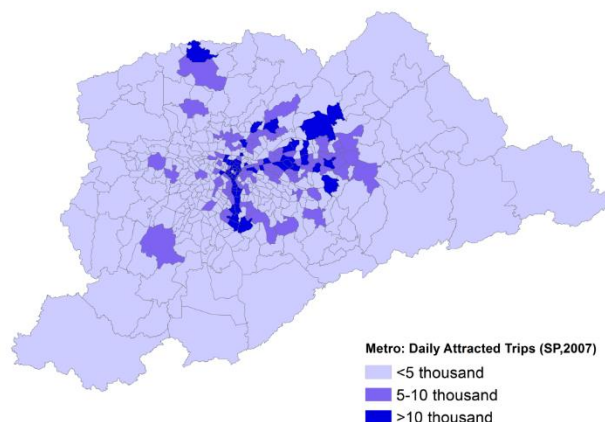 Metro: Daily Attracted Trips (SP,2007)
<5 thousand
5-10 thousand
>10 thousand